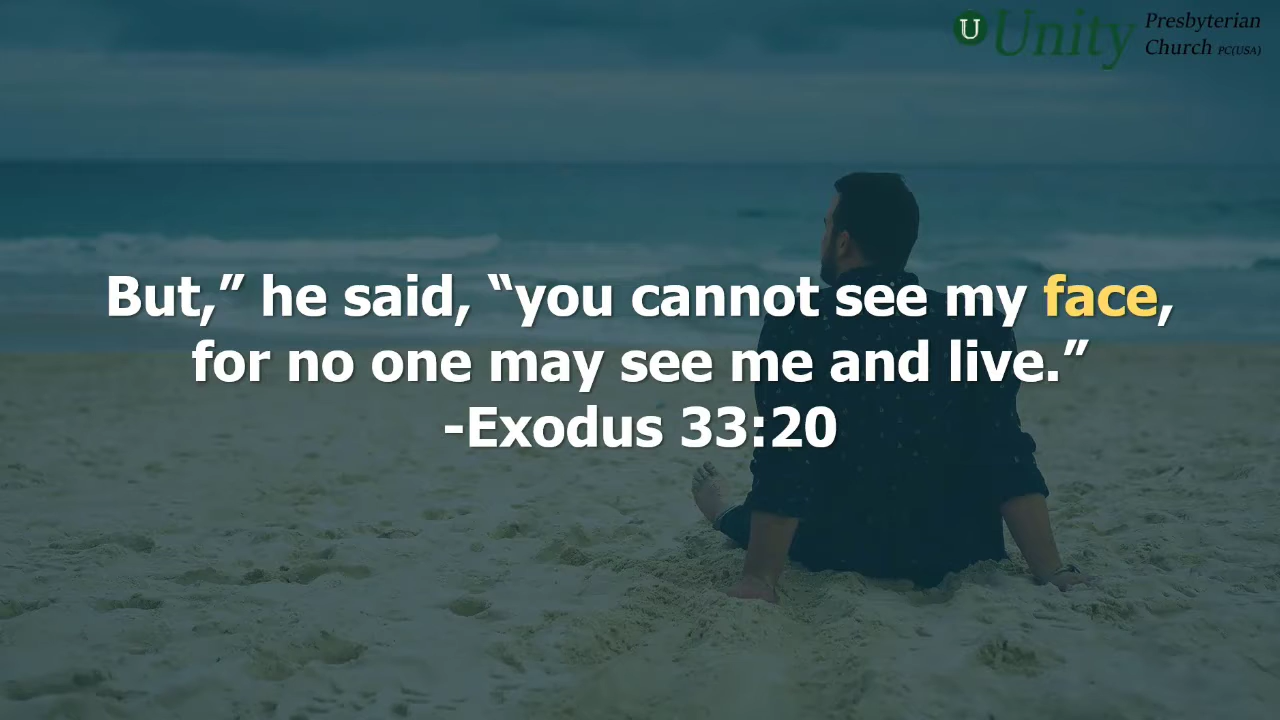 U Unity Presbyterian
Church PC(USA)
But,” he said, “you cannot see my face,
for no one may see me and live.”
-Exodus 33:20